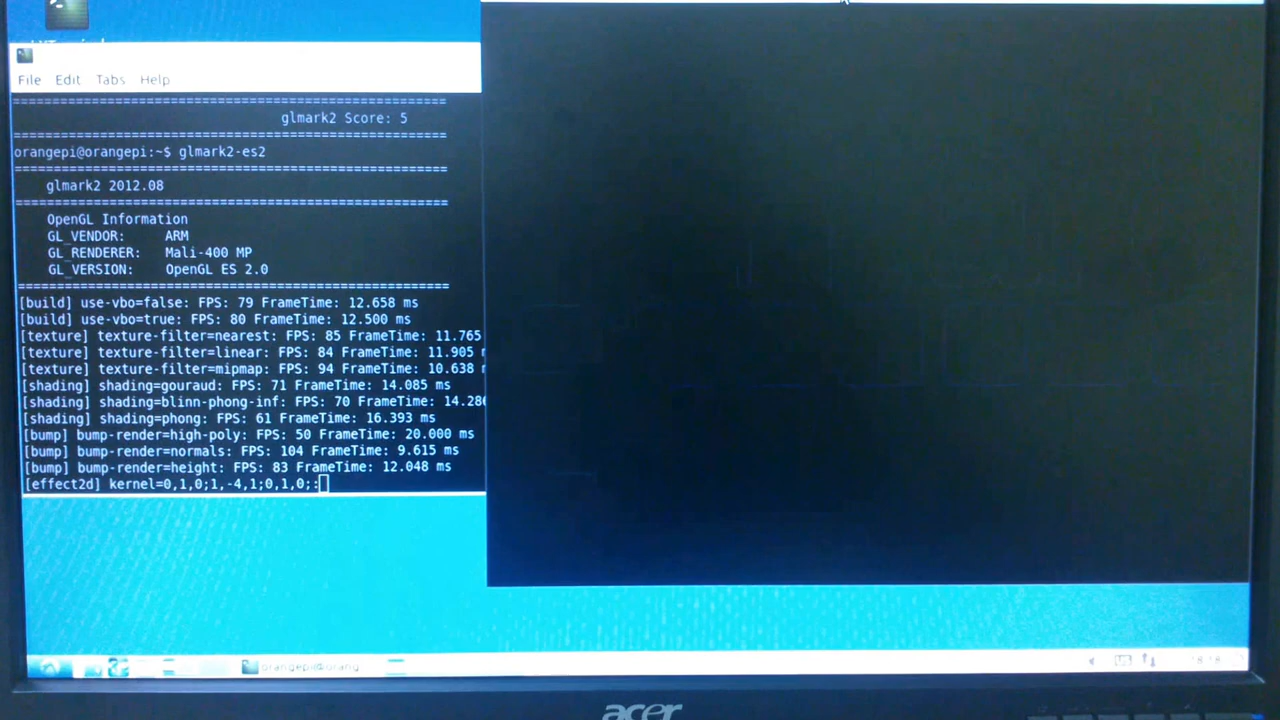 File Edit Tabs Help
==================================================
glmark2 Score: 5
==================================================
orangepi@orangepi:~$ glmark2-es2
==================================================
glmark2 2012.08
==================================================
OpenGL Information
GL_VENDOR: ARM
GL_RENDERER: Mali-400 MP
GL_VERSION: OpenGL ES 2.0
==================================================
[build] use-vbo=false: FPS: 79 FrameTime: 12.658 ms
[build] use-vbo=true: FPS: 80 FrameTime: 12.500 ms
[texture] texture-filter=nearest: FPS: 85 FrameTime: 11.765
[texture] texture-filter=linear: FPS: 84 FrameTime: 11.905
[texture] texture-filter=mipmap: FPS: 94 FrameTime: 10.638
[shading] shading=gouraud: FPS: 71 FrameTime: 14.085 ms
[shading] shading=blinn-phong-inf: FPS: 70 FrameTime: 14.286
[shading] shading=phong: FPS: 61 FrameTime: 16.393 ms
[bump] bump-render=high-poly: FPS: 50 FrameTime: 20.000 ms
[bump] bump-render=normals: FPS: 104 FrameTime: 9.615 ms
[bump] bump-render=height: FPS: 83 FrameTime: 12.048 ms
[effect2d] kernel=0,1,0;1,-4,1;0,1,0;:
orangepi@orang
US
18:18
acer